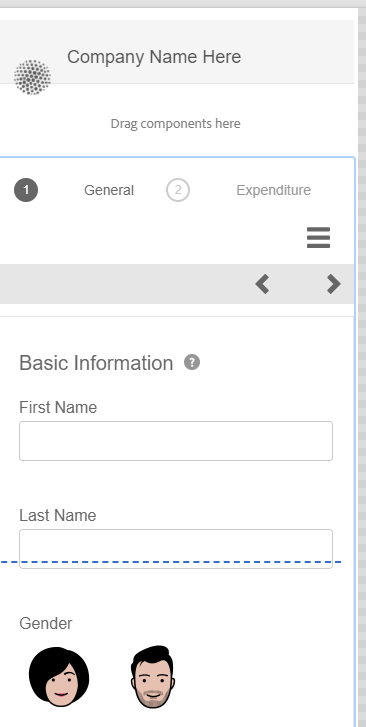 Company Name Here
Drag components here
1 General 2 Expenditure
Basic Information ?
First Name
Last Name
Gender